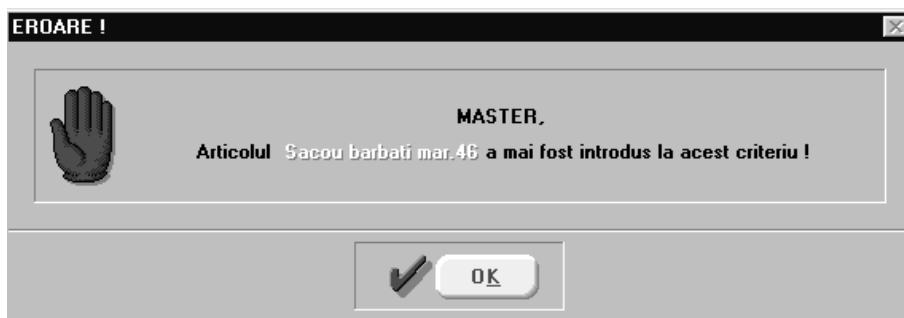 EROARE !
MASTER,
Articolul Sacou barbati mar.46 a mai fost introdus la acest criteriu !
OK